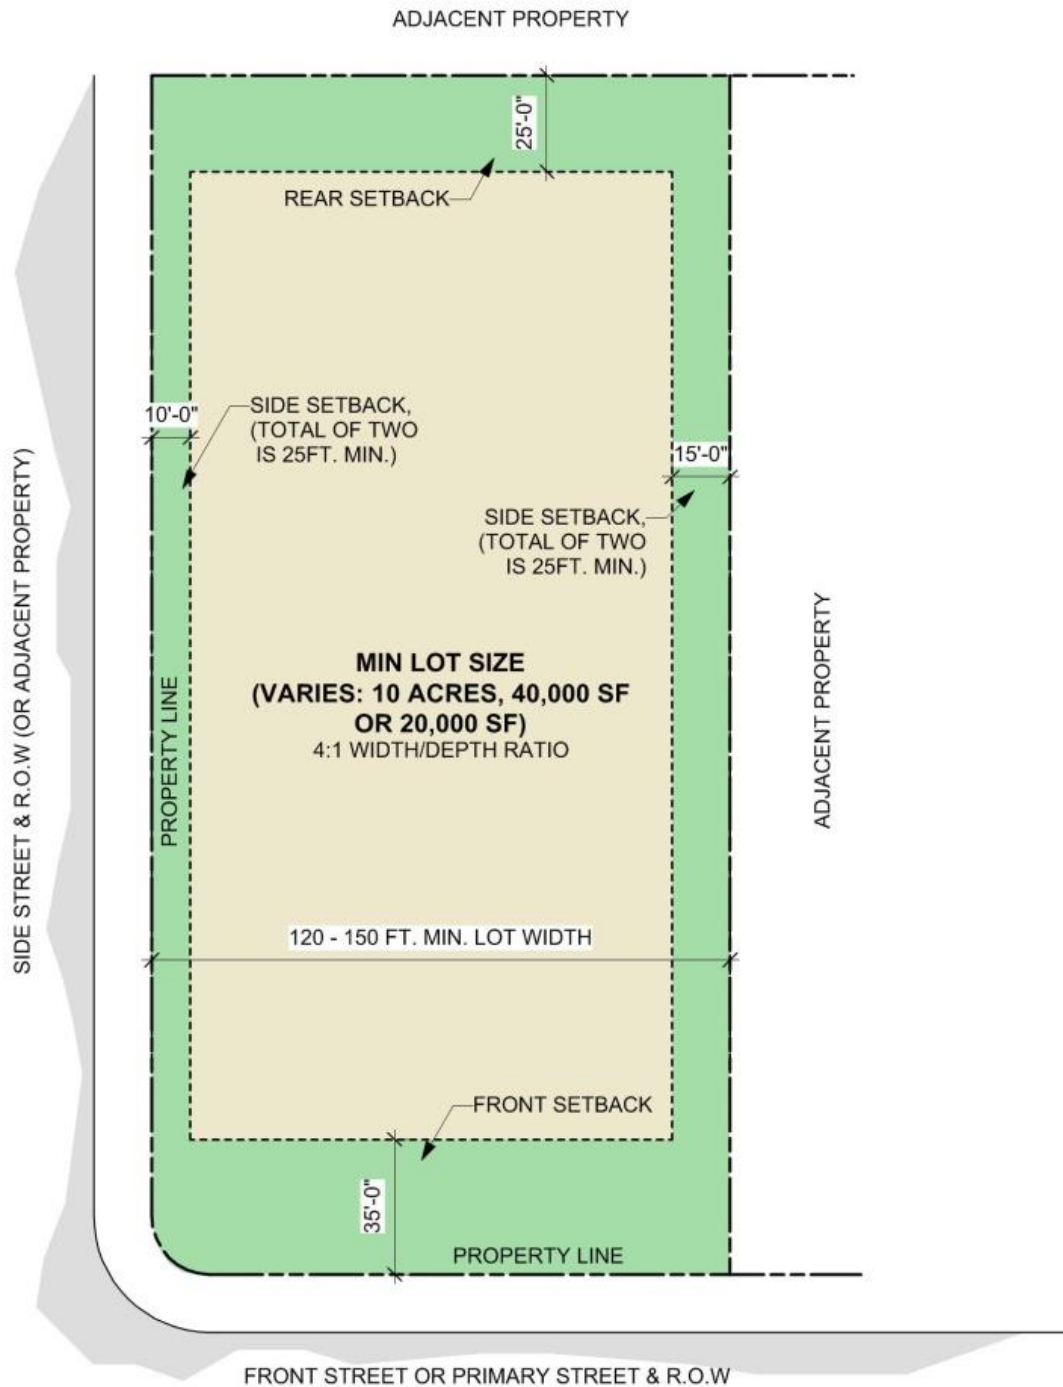 ADJACENT PROPERTY
25'-0"
REAR SETBACK
10'-0"
SIDE SETBACK,
(TOTAL OF TWO
IS 25FT. MIN.)
15'-0"
SIDE SETBACK,
(TOTAL OF TWO
IS 25FT. MIN.)
SIDE STREET & R.O.W (OR ADJACENT PROPERTY)
PROPERTY LINE
MIN LOT SIZE
(VARIES: 10 ACRES, 40,000 SF
OR 20,000 SF)
4:1 WIDTH/DEPTH RATIO
ADJACENT PROPERTY
120 - 150 FT. MIN. LOT WIDTH
FRONT SETBACK
35'-0"
PROPERTY LINE
FRONT STREET OR PRIMARY STREET & R.O.W